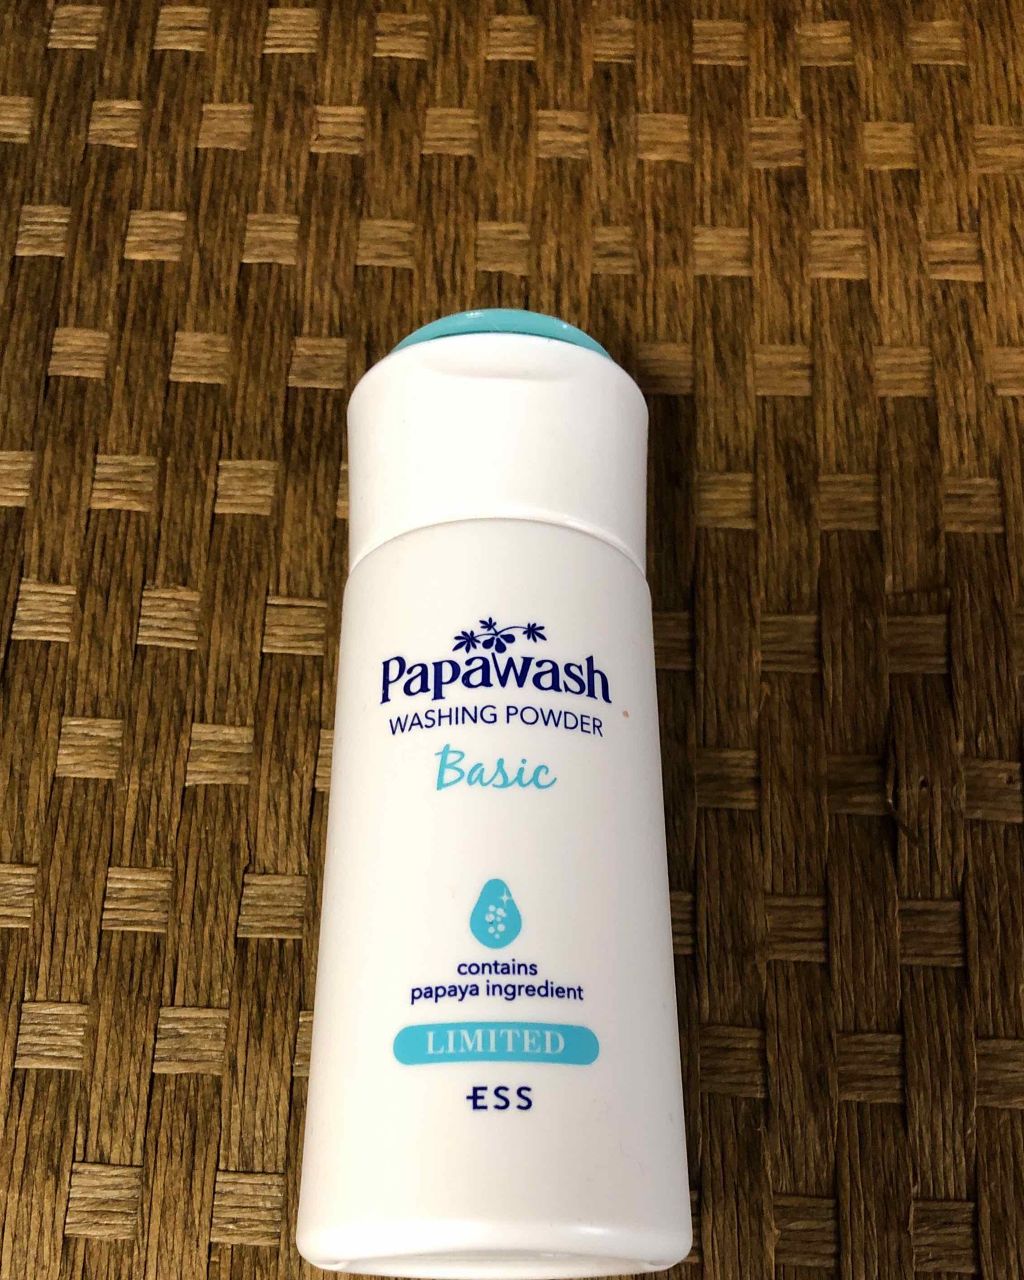 Papawash
WASHING POWDER
Basic
contains
papaya ingredient
LIMITED
ESS